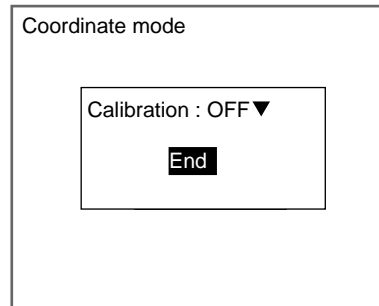 Coordinate mode
Calibration : OFF▼
End